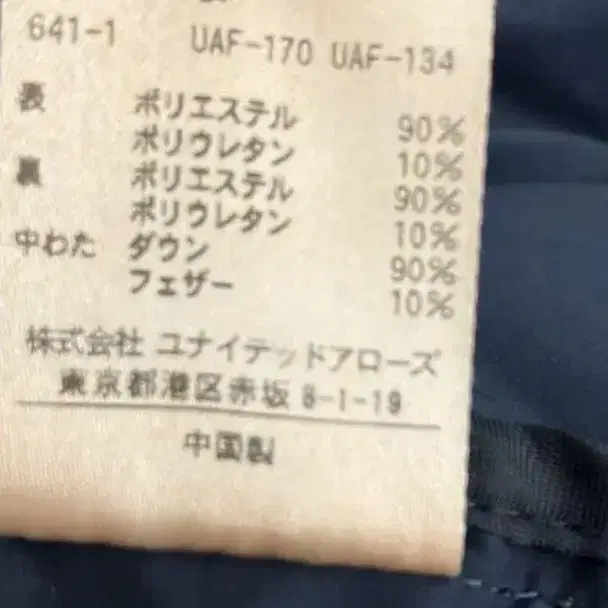 641-1 UAF-170 UAF-134
表 ポリエステル 90%
ポリウレタン 10%
裏 ポリエステル 90%
ポリウレタン 10%
中わた ダウン 90%
フェザー 10%
株式会社 ユナイテッドアローズ
東京都港区赤坂 8-1-19
中国製